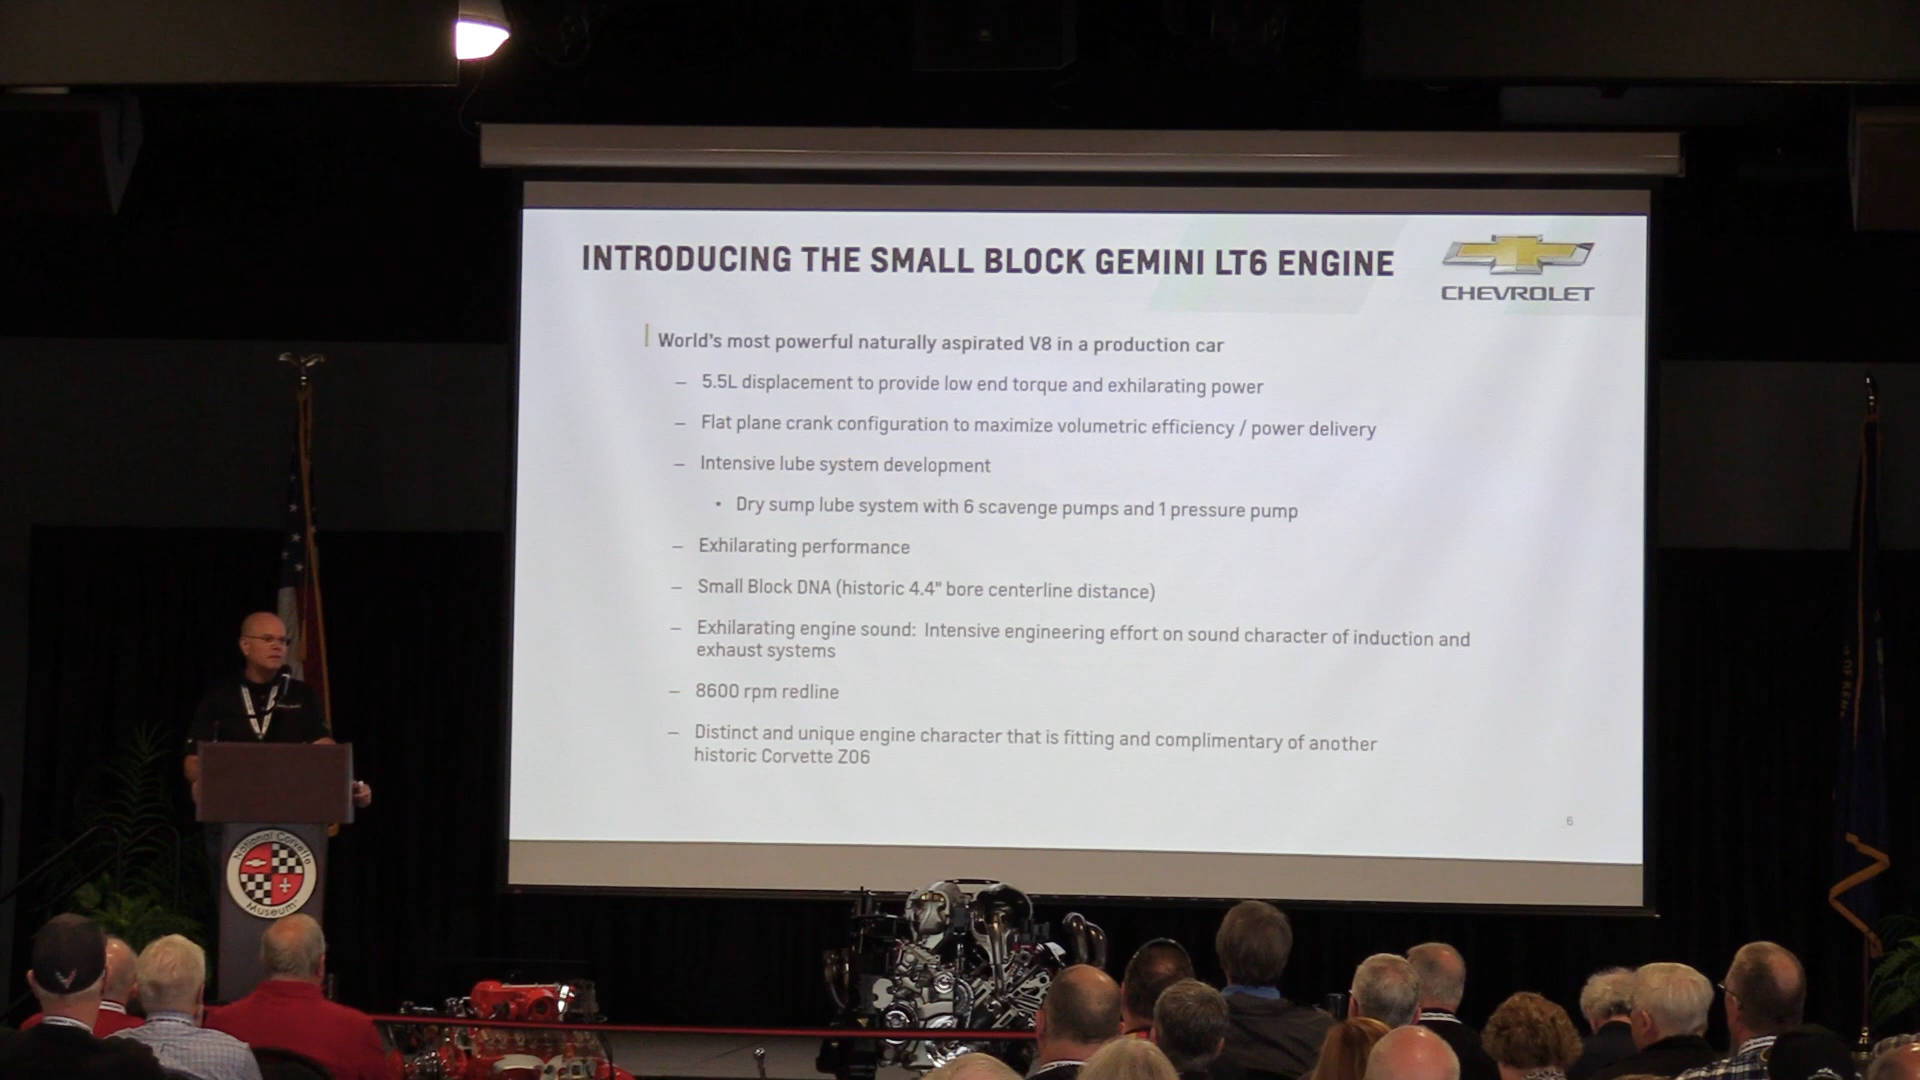 INTRODUCING THE SMALL BLOCK GEMINI LT6 ENGINE
CHEVROLET
World's most powerful naturally aspirated V8 in a production car
– 5.5L displacement to provide low end torque and exhilarating power
– Flat plane crank configuration to maximize volumetric efficiency / power delivery
– Intensive lube system development
• Dry sump lube system with 6 scavenge pumps and 1 pressure pump
– Exhilarating performance
– Small Block DNA (historic 4.4" bore centerline distance)
– Exhilarating engine sound: Intensive engineering effort on sound character of induction and
exhaust systems
– 8600 rpm redline
– Distinct and unique engine character that is fitting and complimentary of another
historic Corvette Z06
6
National Corvette
Museum